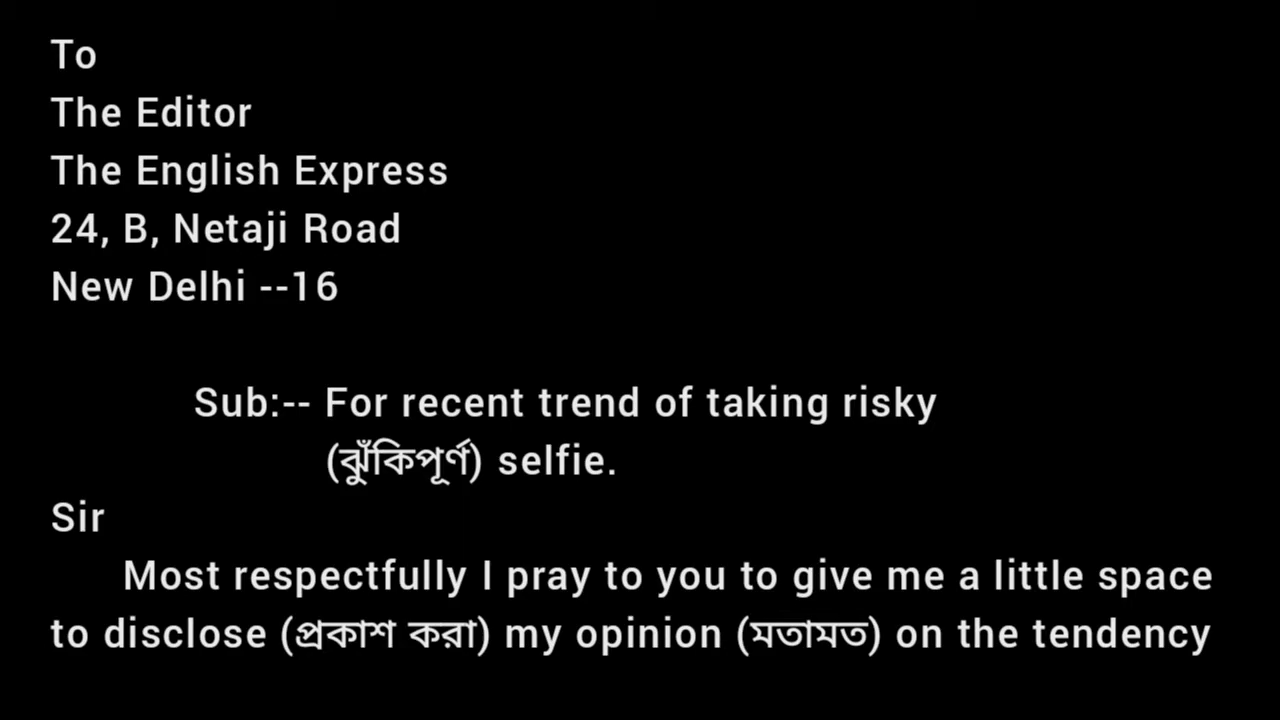 To
The Editor
The English Express
24, B, Netaji Road
New Delhi --16
Sub:-- For recent trend of taking risky
(ঝুঁকিপূর্ণ) selfie.
Sir
Most respectfully I pray to you to give me a little space
to disclose (প্রকাশ করা) my opinion (মতামত) on the tendency